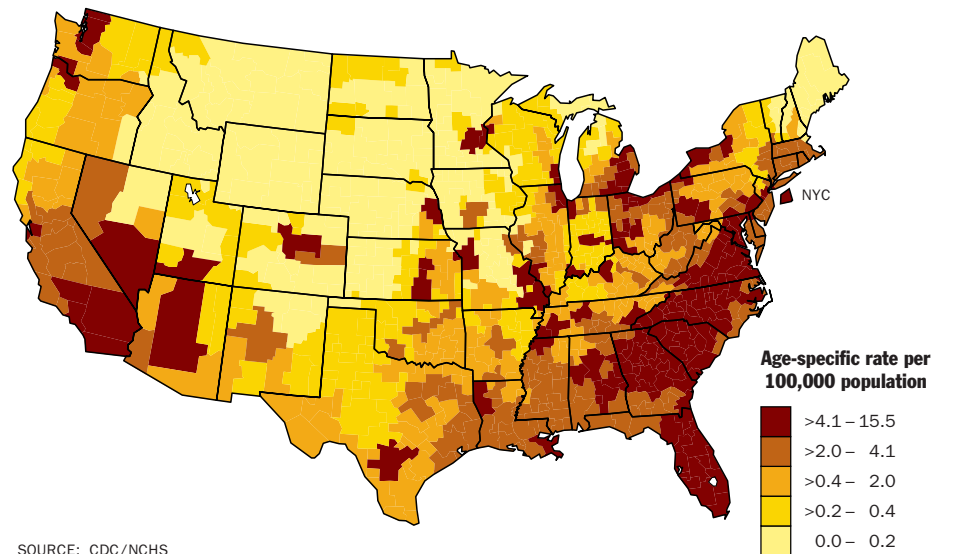 NYC
Age-specific rate per
100,000 population
>4.1 – 15.5
>2.0 – 4.1
>0.4 – 2.0
>0.2 – 0.4
0.0 – 0.2
SOURCE: CDC/NCHS